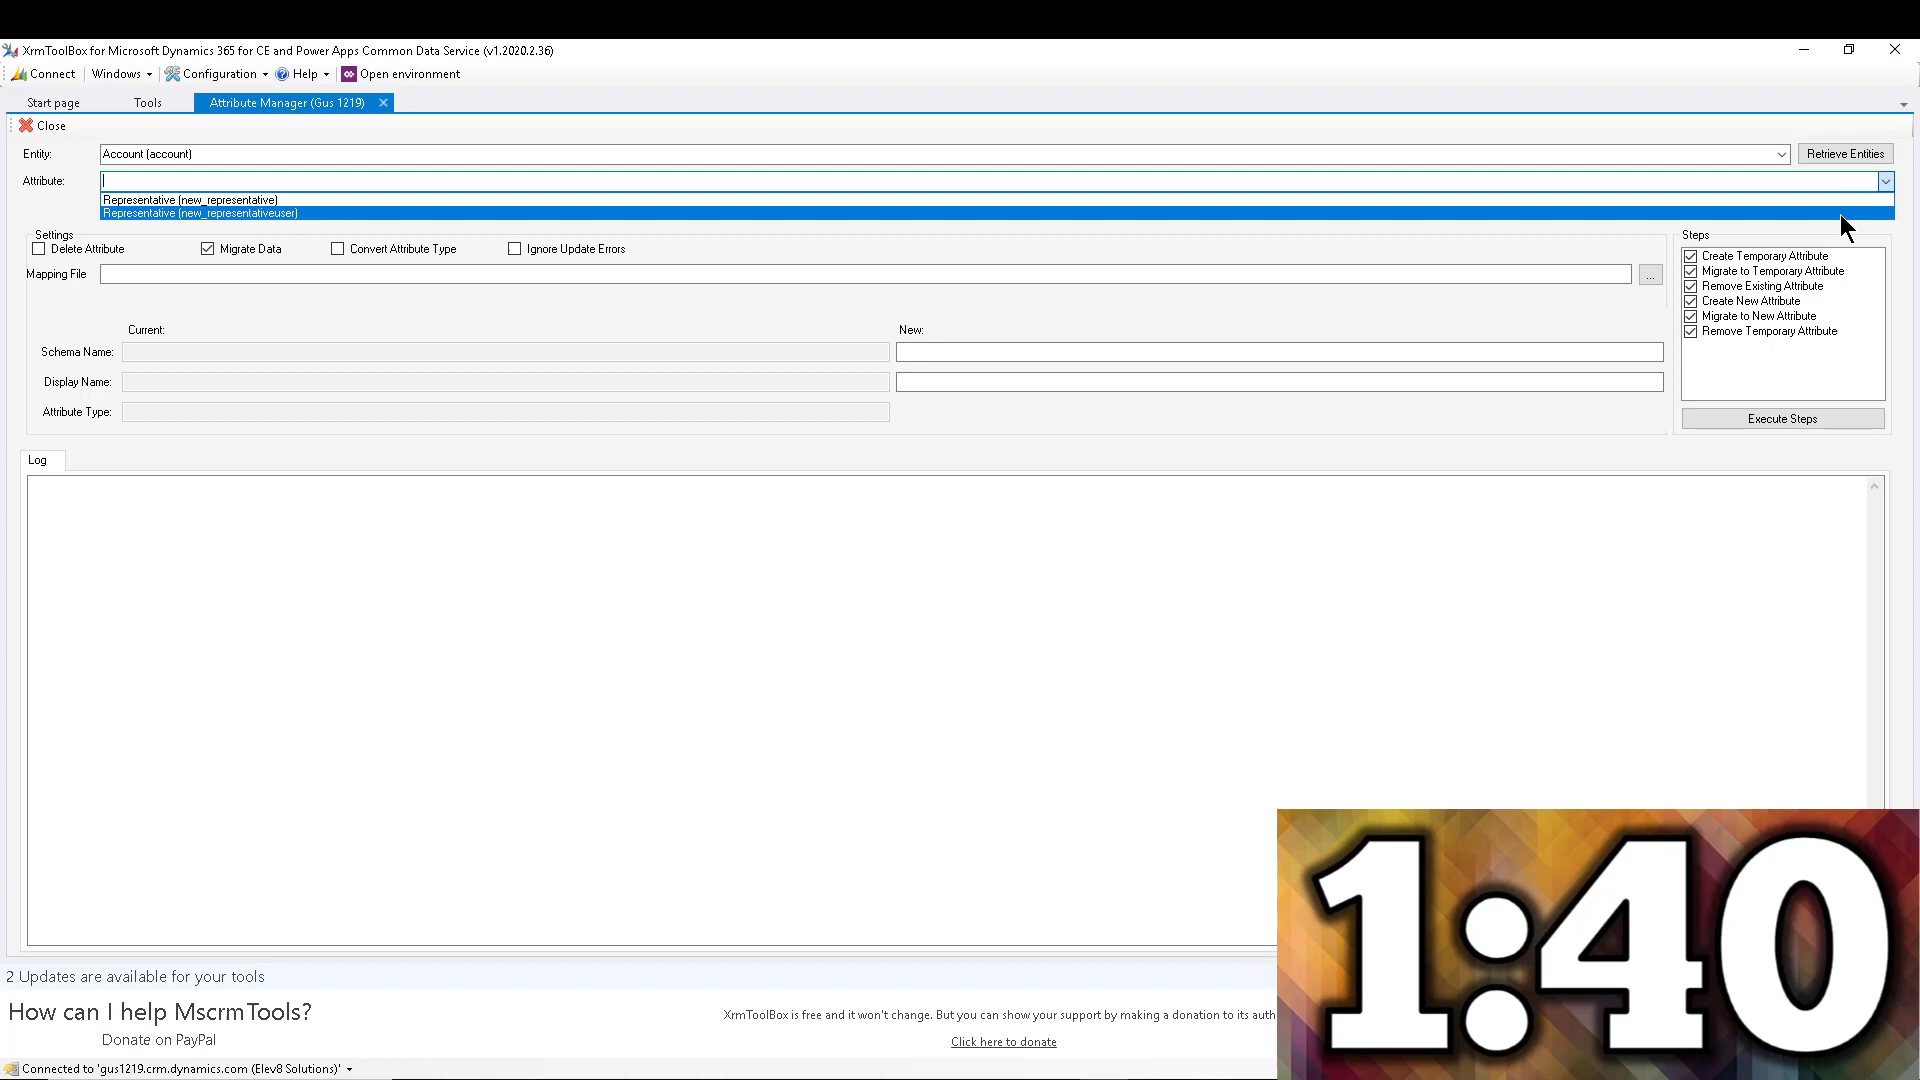 XrmToolBox for Microsoft Dynamics 365 for CE and Power Apps Common Data Service (v1.2020.2.36)
Connect Windows Configuration Help Open environment
Start page Tools Attribute Manager (Gus 1219)
Close
Entity: Account (account) Retrieve Entities
Attribute:
Representative (new_representative)
Representative (new_representativeuser)
Settings Steps
Delete Attribute Migrate Data Convert Attribute Type Ignore Update Errors
Create Temporary Attribute
Mapping File ... Migrate to Temporary Attribute
Remove Existing Attribute
Create New Attribute
Migrate to New Attribute
Current: New: Remove Temporary Attribute
Schema Name:
Display Name:
Attribute Type:
Execute Steps
Log
2 Updates are available for your tools
How can I help MscrmTools?
Donate on PayPal
XrmToolBox is free and it won't change. But you can show your support by making a donation to its auth
Click here to donate
Connected to 'gus1219.crm.dynamics.com (Elev8 Solutions)'
1:40